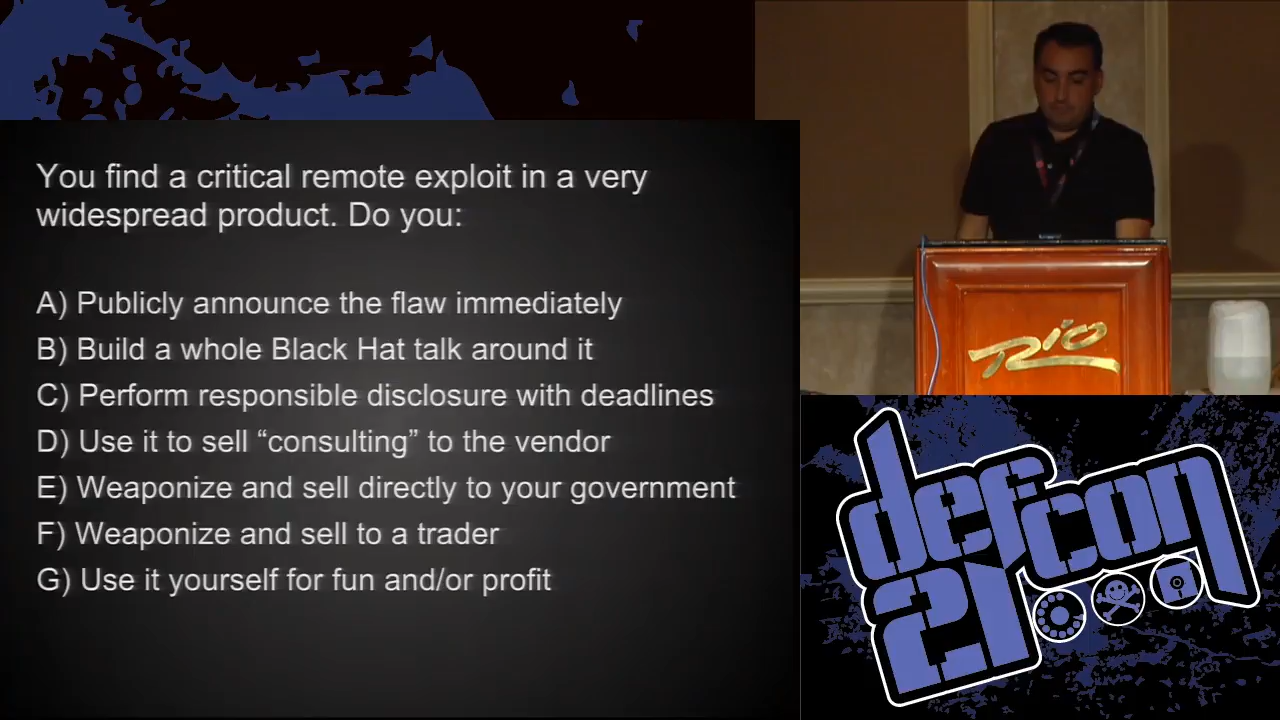 You find a critical remote exploit in a very
widespread product. Do you:
A) Publicly announce the flaw immediately
B) Build a whole Black Hat talk around it
C) Perform responsible disclosure with deadlines
D) Use it to sell “consulting” to the vendor
E) Weaponize and sell directly to your government
F) Weaponize and sell to a trader
G) Use it yourself for fun and/or profit
Rio
defcon
21